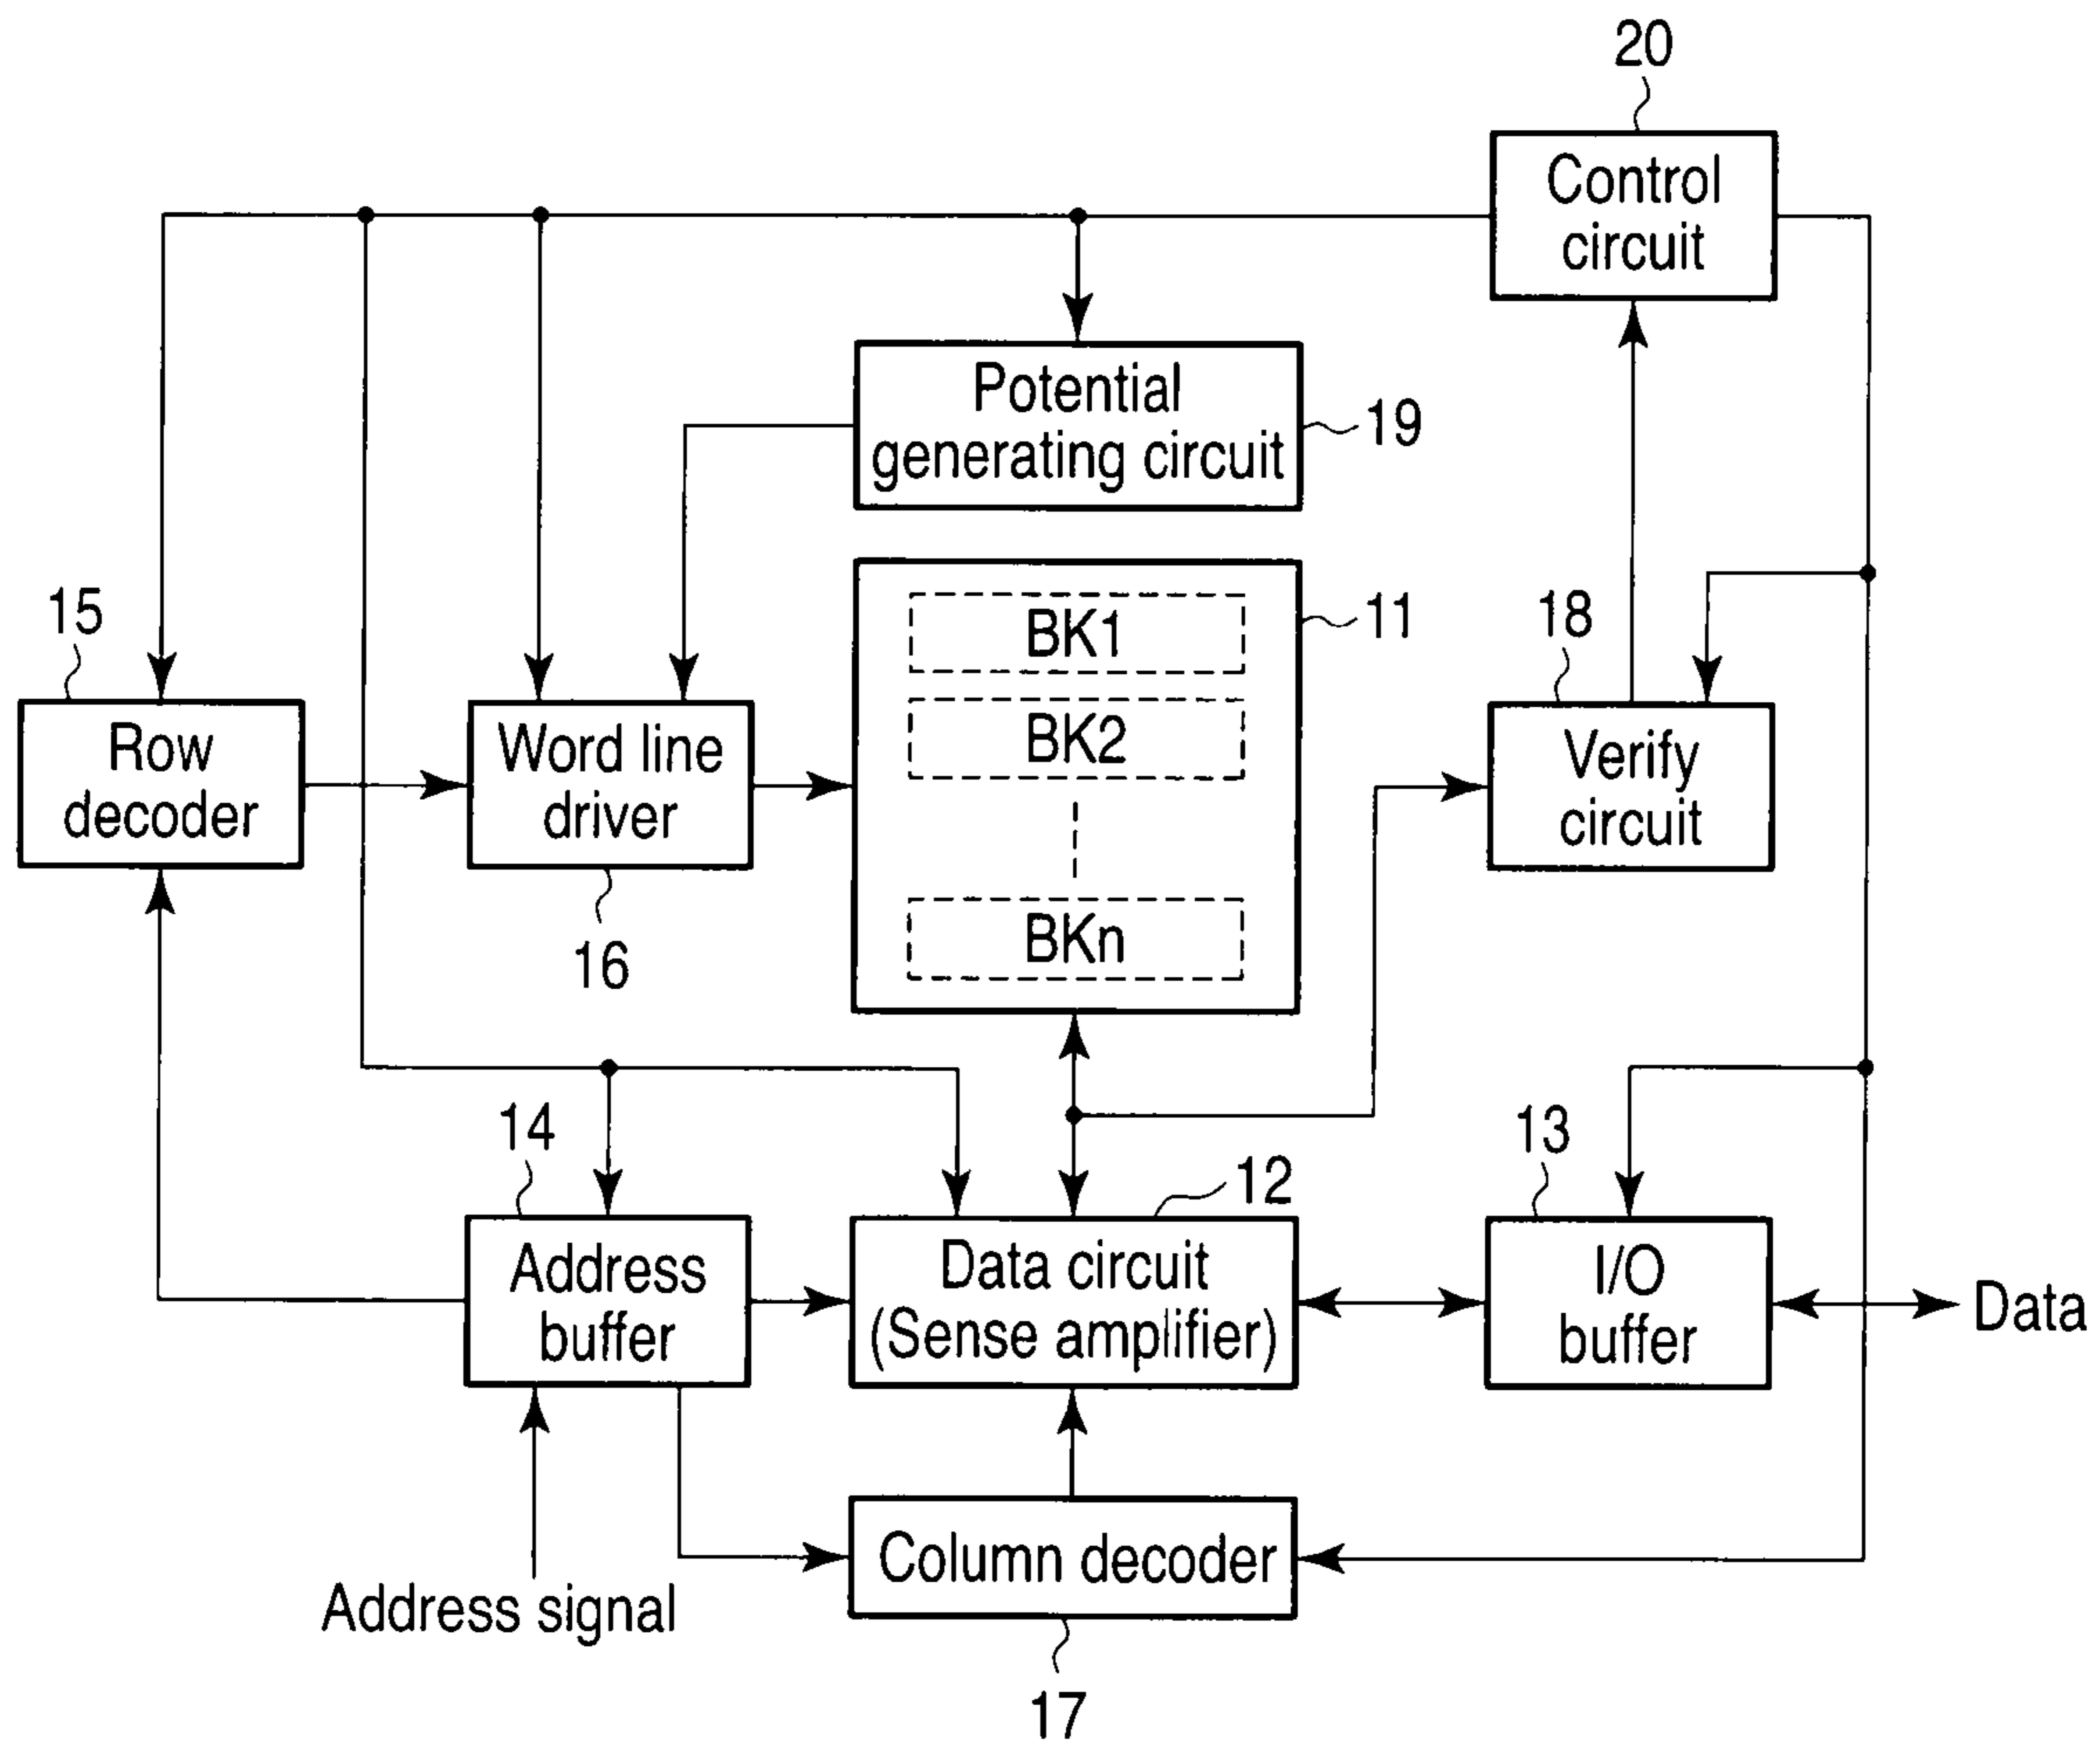 20
Control
circuit
Potential
generating circuit
19
15
11
BK1
18
BK2
Row
decoder
Word line
driver
Verify
circuit
BKn
16
14
13
12
Address
buffer
Data circuit
(Sense amplifier)
I/O
buffer
Data
Column decoder
Address signal
17